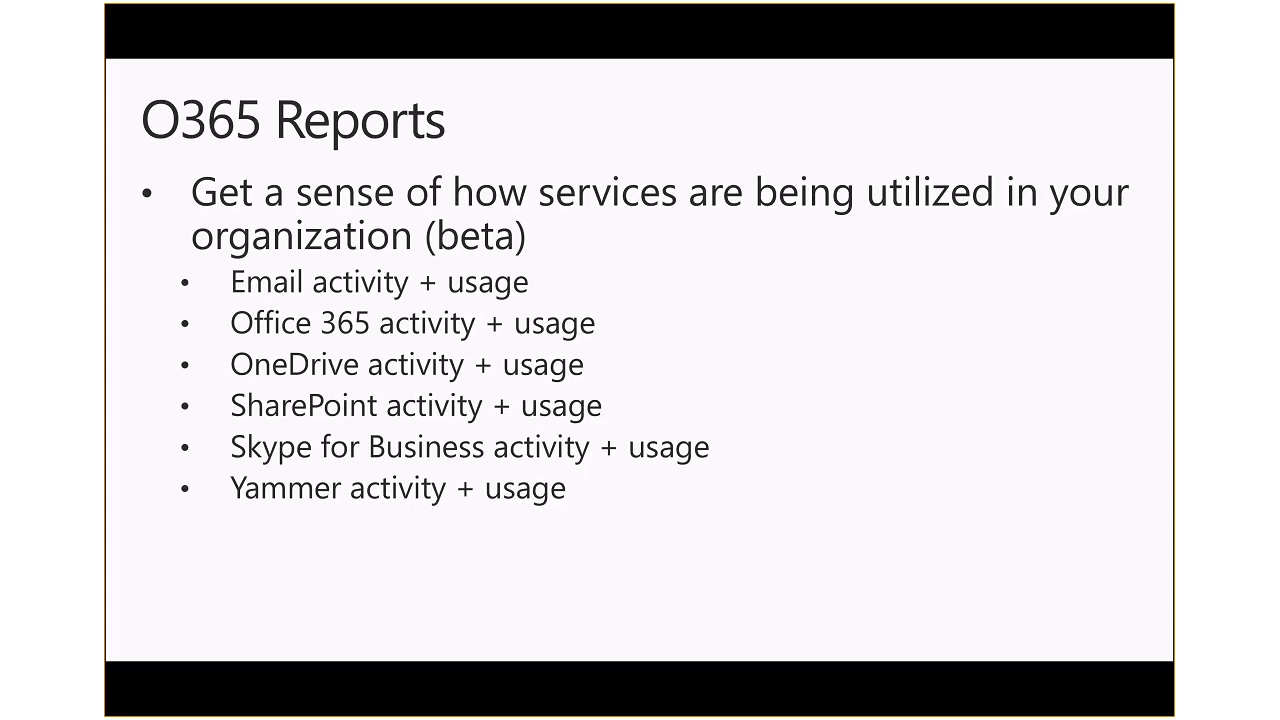 O365 Reports
• Get a sense of how services are being utilized in your
organization (beta)
• Email activity + usage
• Office 365 activity + usage
• OneDrive activity + usage
• SharePoint activity + usage
• Skype for Business activity + usage
• Yammer activity + usage